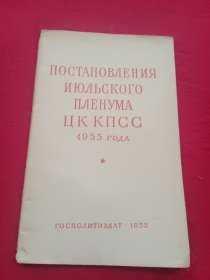 ПОСТАНОВЛЕНИЯ
ИЮЛЬСКОГО
ПЛЕНУМА
ЦК КПСС
1955 ГОДА
ГОСПОЛИТИЗДАТ · 1955